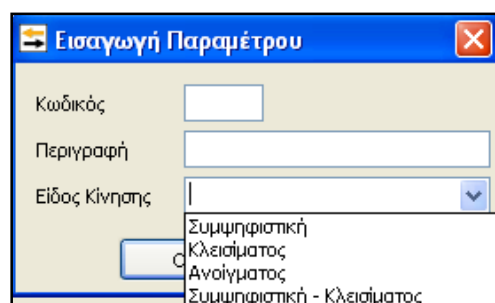 Εισαγωγή Παραμέτρου
Κωδικός
Περιγραφή
Είδος Κίνησης
Συμψηφιστική
Κλεισίματος
Ανοίγματος
Συμψηφιστική - Κλεισίματος